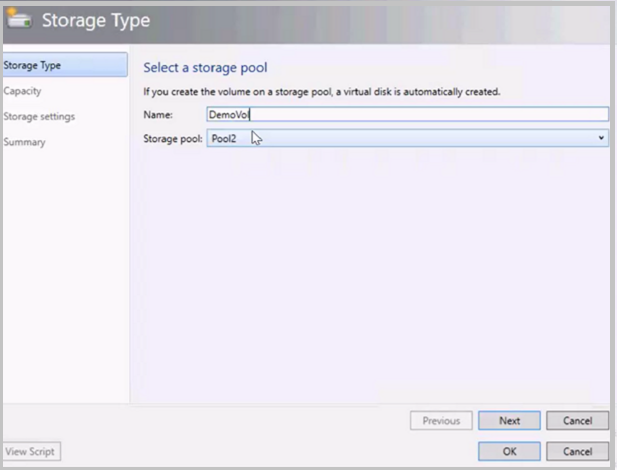 Storage Type
Storage Type
Capacity
Storage settings
Summary
Select a storage pool
If you create the volume on a storage pool, a virtual disk is automatically created.
Name: DemoVol
Storage pool: Pool2
Previous Next Cancel
View Script OK Cancel